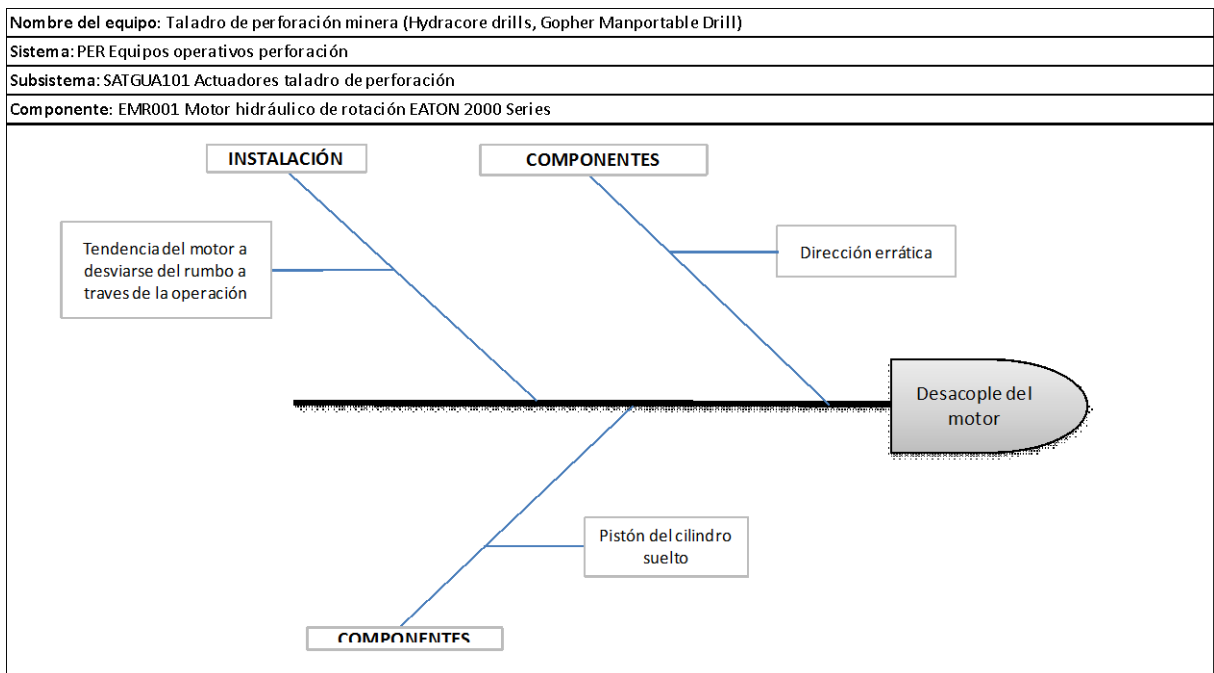 Nombre del equipo: Taladro de perforación minera (Hydracore drills, Gopher Manportable Drill)
Sistema: PER Equipos operativos perforación
Subsistema: SATGUA101 Actuadores taladro de perforación
Componente: EMR001 Motor hidráulico de rotación EATON 2000 Series
INSTALACIÓN
COMPONENTES
Tendencia del motor a
desviarse del rumbo a
traves de la operación
Dirección errática
Desacople del
motor
Pistón del cilindro
suelto
COMPONENTES